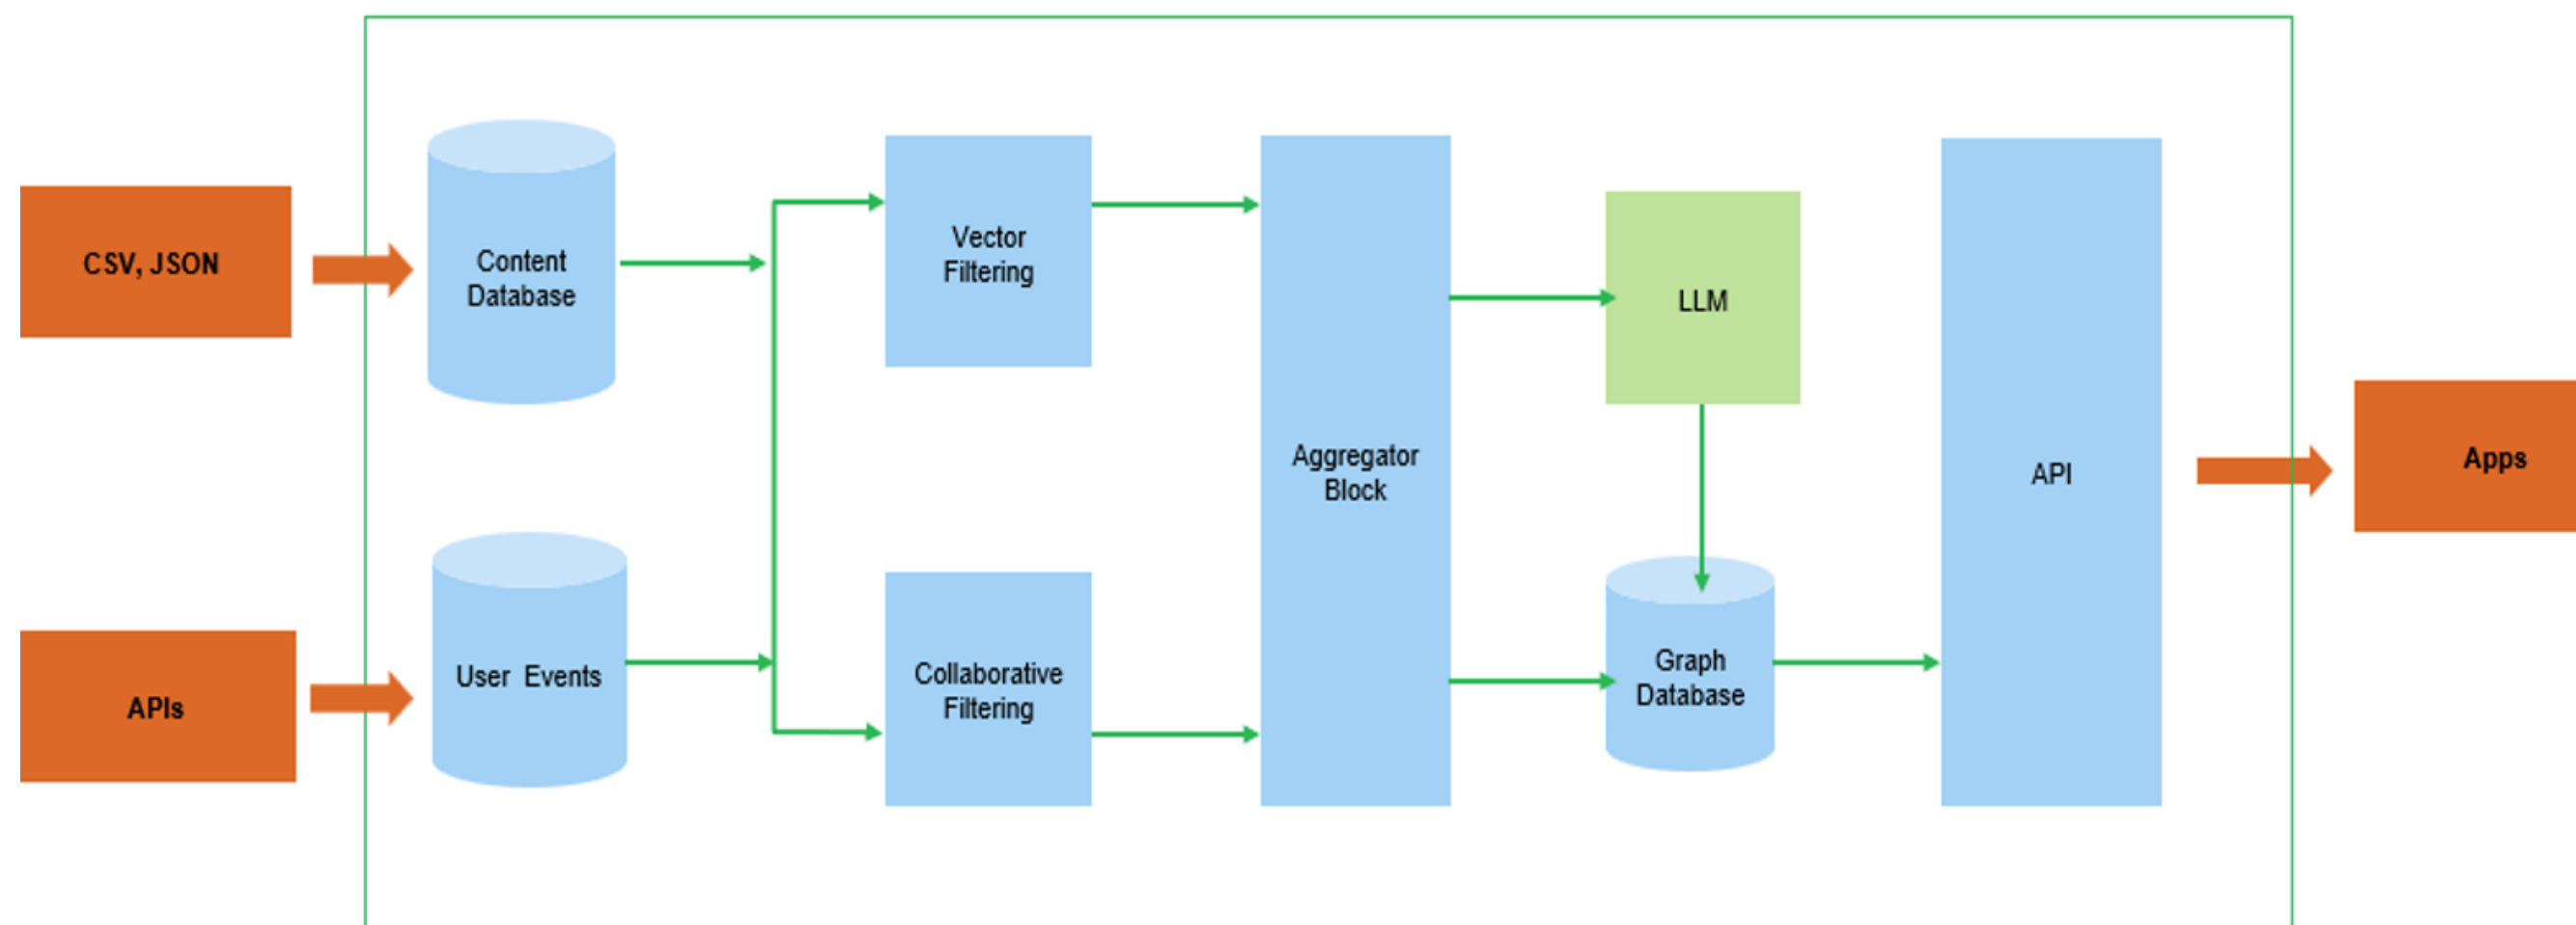 CSV, JSON
Content
Database
Vector
Filtering
LLM
Aggregator
Block
API
Apps
APIs
User Events
Collaborative
Filtering
Graph
Database